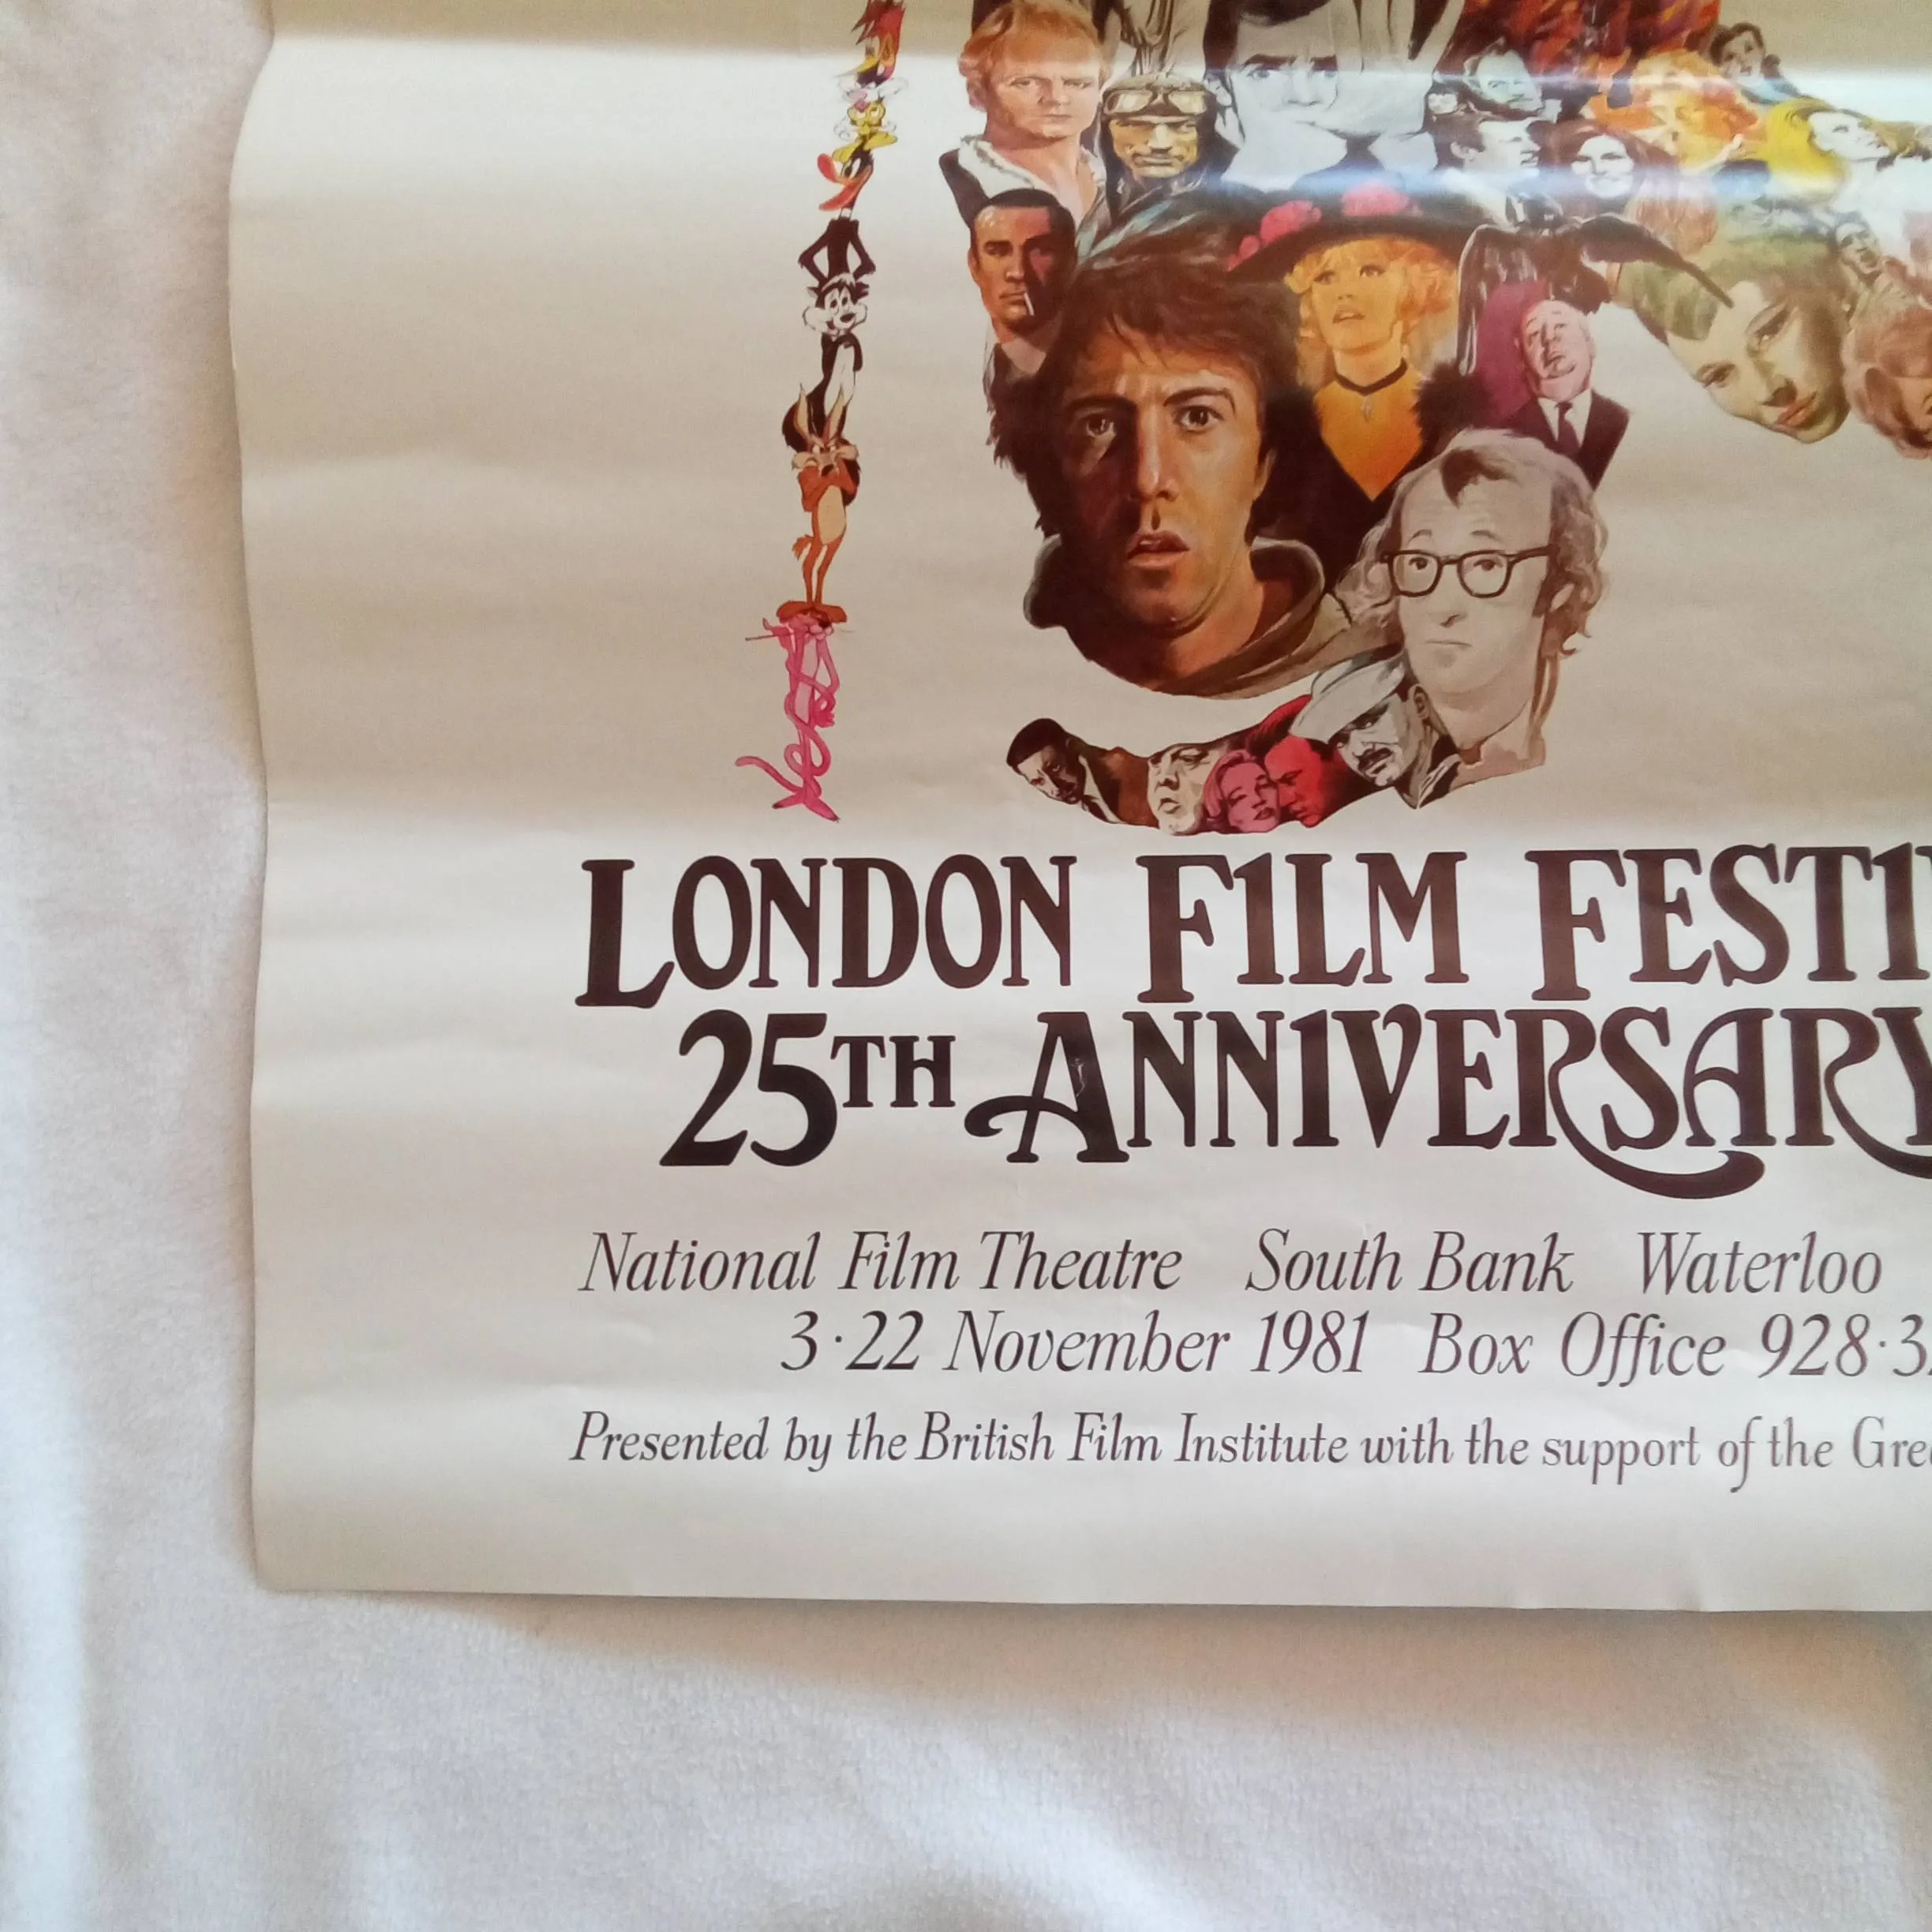 LONDON FILM FESTI
25TH ANNIVERSARY
National Film Theatre South Bank Waterloo
3·22 November 1981 Box Office 928·3
Presented by the British Film Institute with the support of the Gre